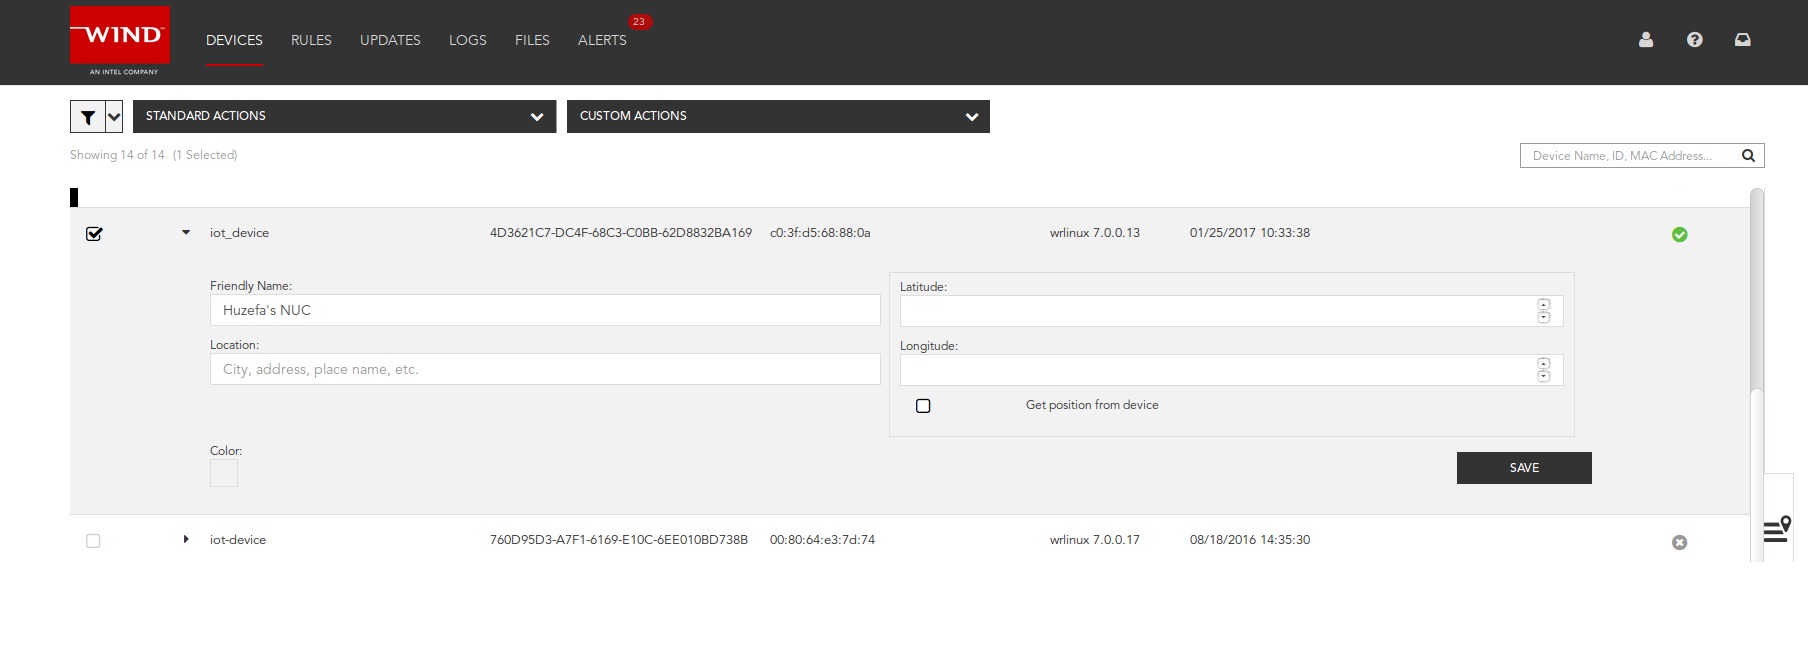 WIND
AN INTEL COMPANY
DEVICES RULES UPDATES LOGS FILES ALERTS 23
STANDARD ACTIONS CUSTOM ACTIONS
Showing 14 of 14 (1 Selected) Device Name, ID, MAC Address...
iot_device 4D3621C7-DC4F-68C3-C0BB-62D8832BA169 c0:3f:d5:68:88:0a wrlinux 7.0.0.13 01/25/2017 10:33:38
Friendly Name: Latitude:
Huzefa's NUC
Location: Longitude:
City, address, place name, etc.
Get position from device
Color:
SAVE
iot-device 760D95D3-A7F1-6169-E10C-6EE010BD738B 00:80:64:e3:7d:74 wrlinux 7.0.0.17 08/18/2016 14:35:30